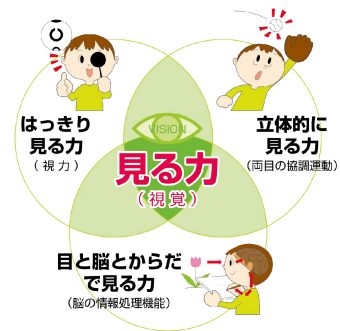 はっきり
見る力
（視力）
立体的に
見る力
（両目の協調運動）
VISION
見る力
（視覚）
目と脳とからだ
で見る力
（脳の情報処理機能）